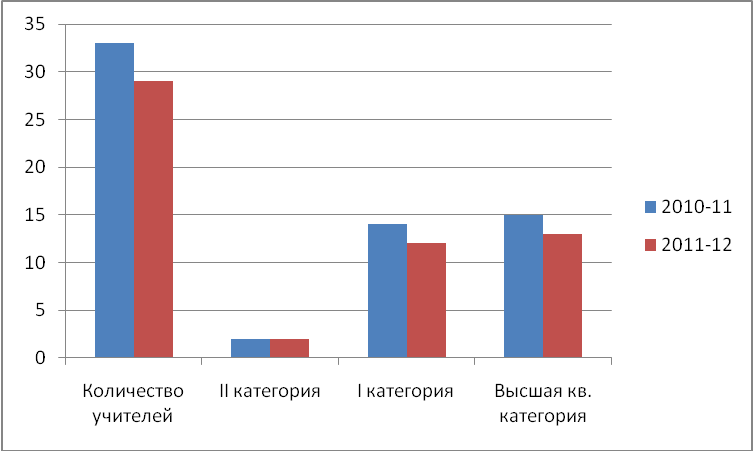 35
30
25
20
15
10
5
0
Количество
учителей
II категория
I категория
Высшая кв.
категория
2010-11
2011-12